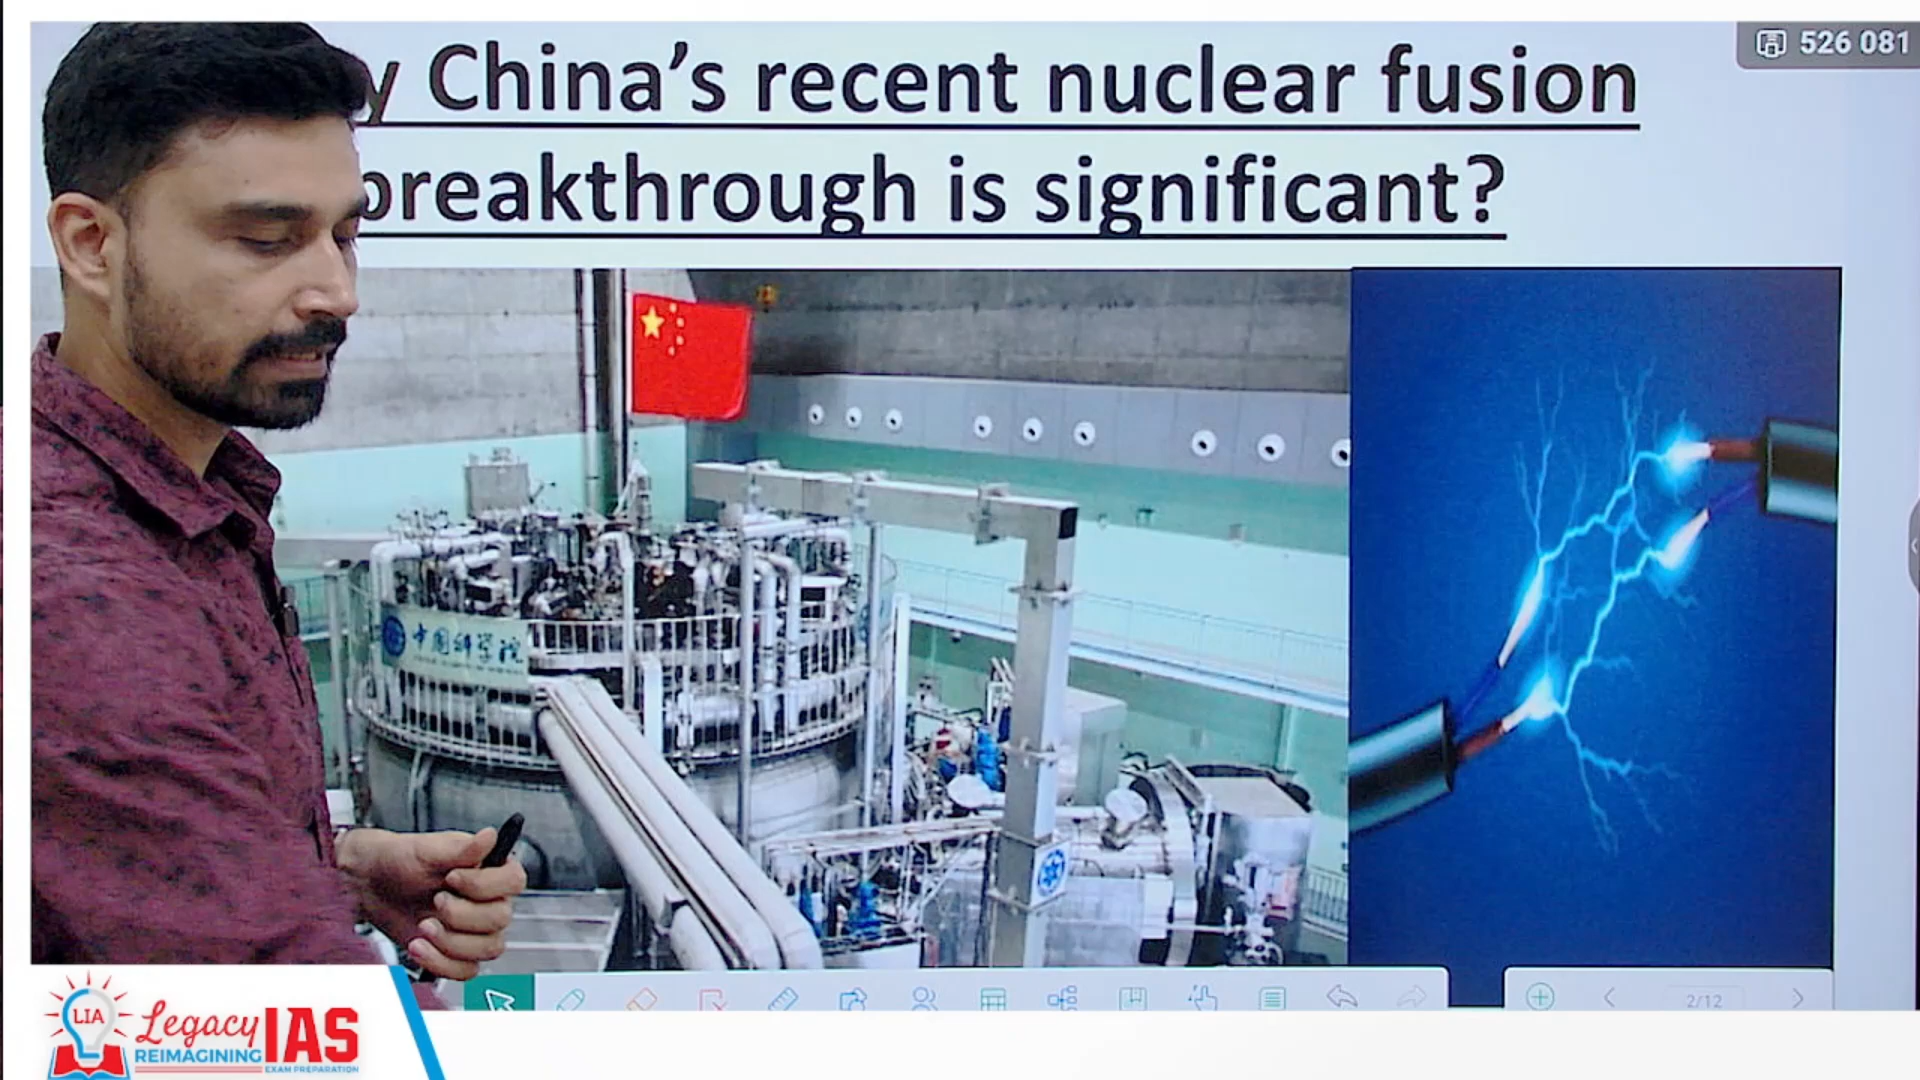 526 081
y China’s recent nuclear fusion
breakthrough is significant?
中国科学院
2/12
LIA
Legacy IAS
REIMAGINING
EXAM PREPARATION